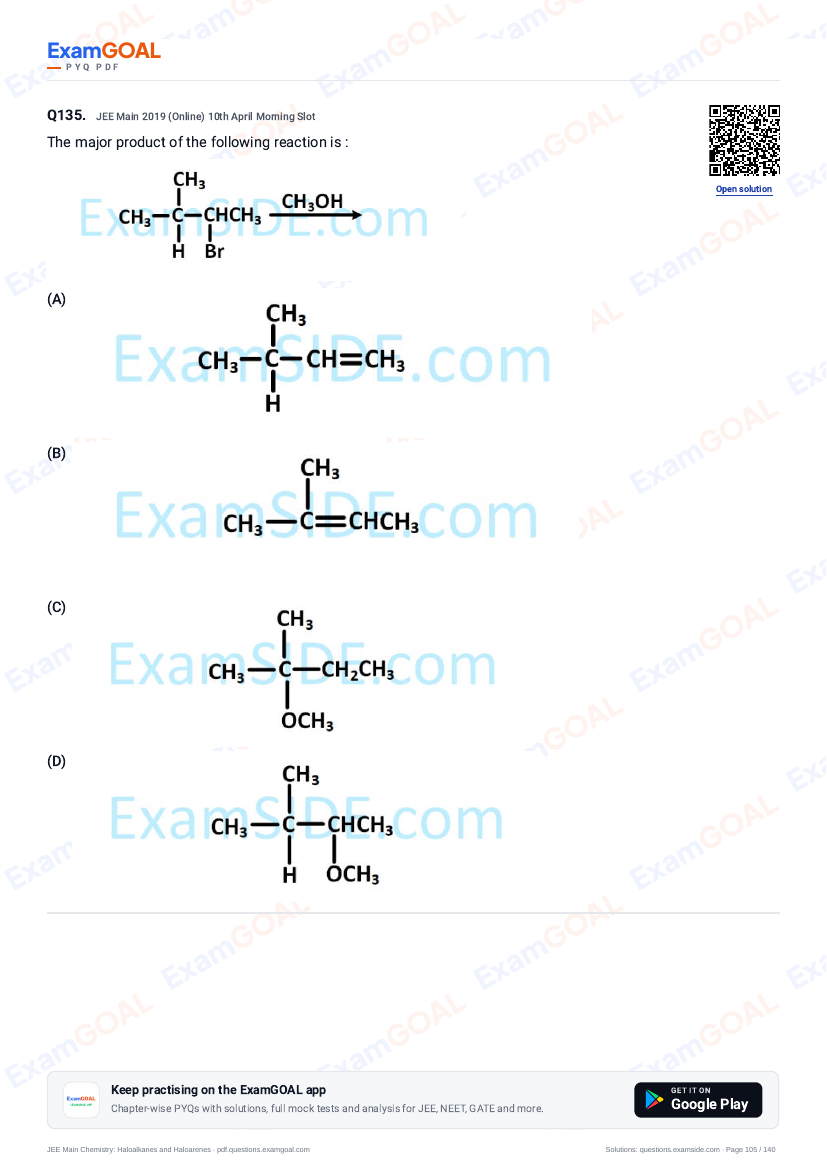 ExamGOAL
PYQ PDF
Q135. JEE Main 2019 (Online) 10th April Morning Slot
The major product of the following reaction is :
Open solution
CH₃
CH₃—C—CHCH₃ CH₃OH
H Br
(A)
CH₃
CH₃—C—CH=CH₃
H
(B)
CH₃
CH₃—C=CHCH₃
(C)
CH₃
CH₃—C—CH₂CH₃
OCH₃
(D)
CH₃
CH₃—C—CHCH₃
H OCH₃
ExamSIDE.com
Keep practising on the ExamGOAL app
Chapter-wise PYQs with solutions, full mock tests and analysis for JEE, NEET, GATE and more.
GET IT ON
Google Play
JEE Main Chemistry: Haloalkanes and Haloarenes · pdf.questions.examgoal.com
Solutions: questions.examside.com · Page 105 / 140